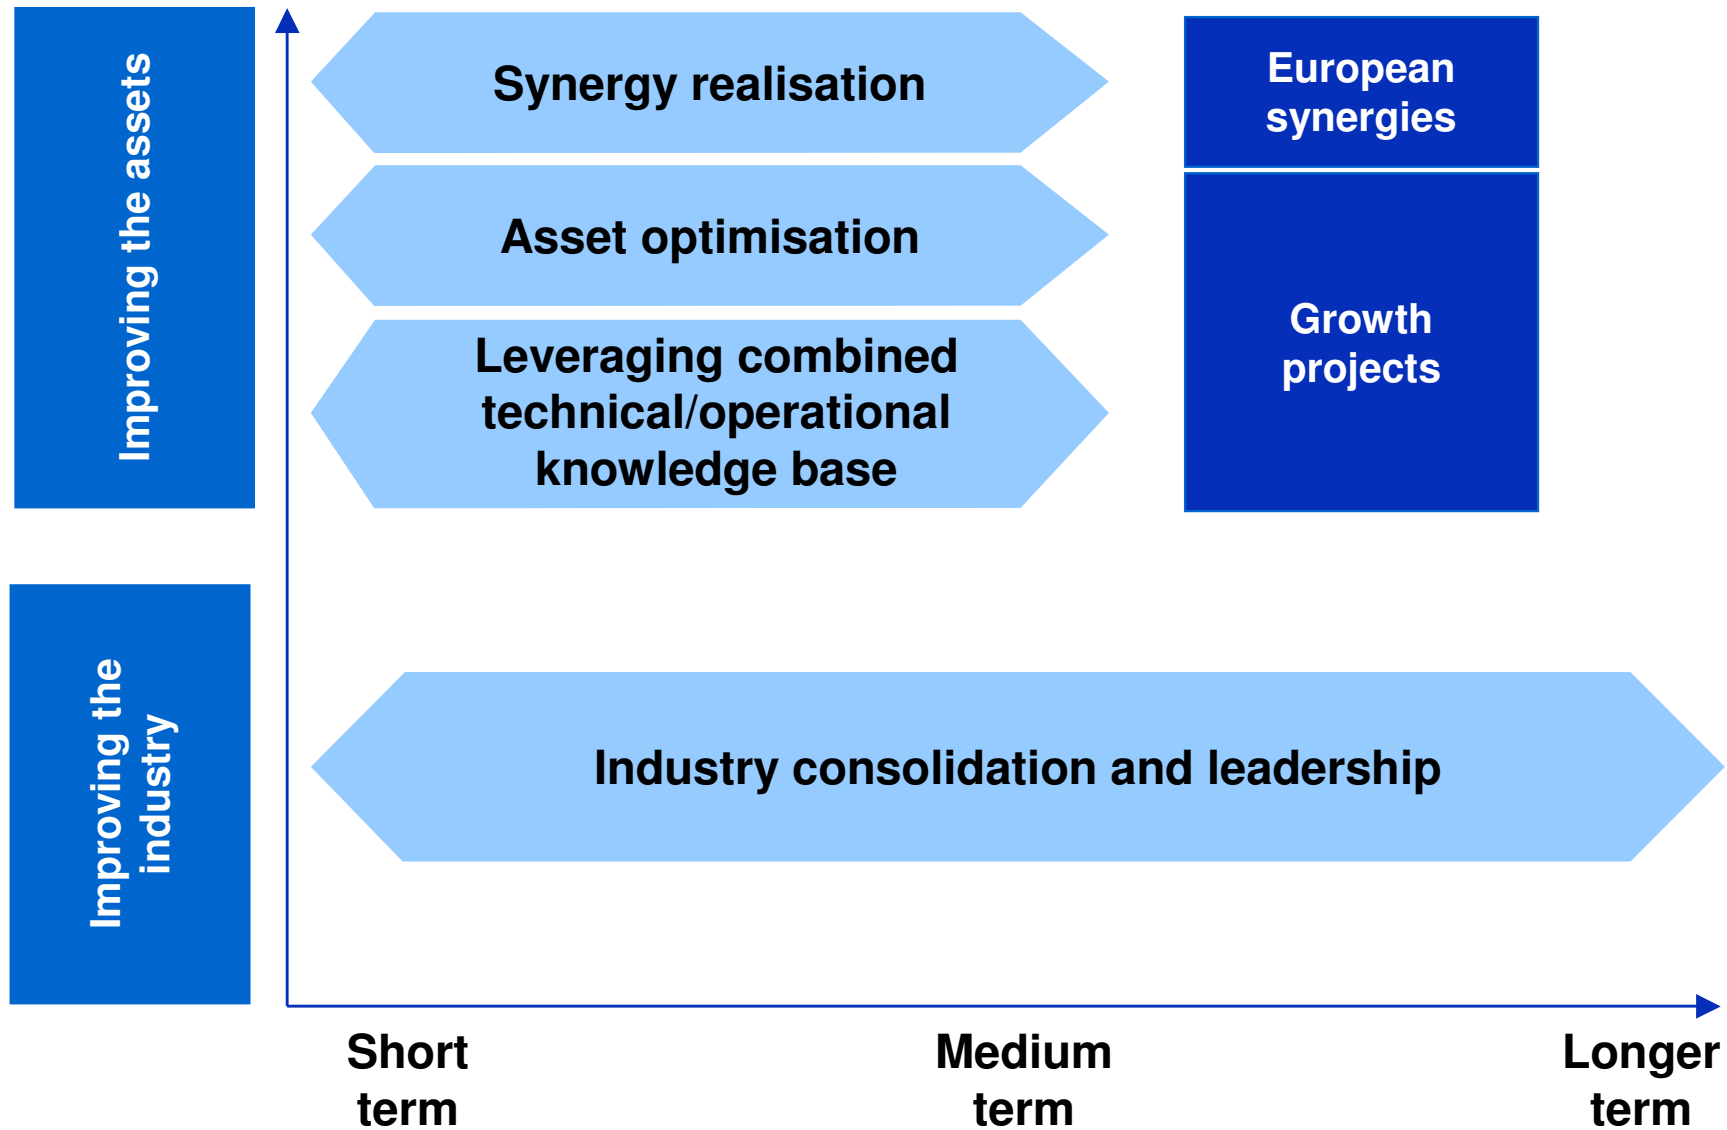 Improving the assets
Synergy realisation
European
synergies
Asset optimisation
Leveraging combined
technical/operational
knowledge base
Growth
projects
Improving the
industry
Industry consolidation and leadership
Short
term
Medium
term
Longer
term